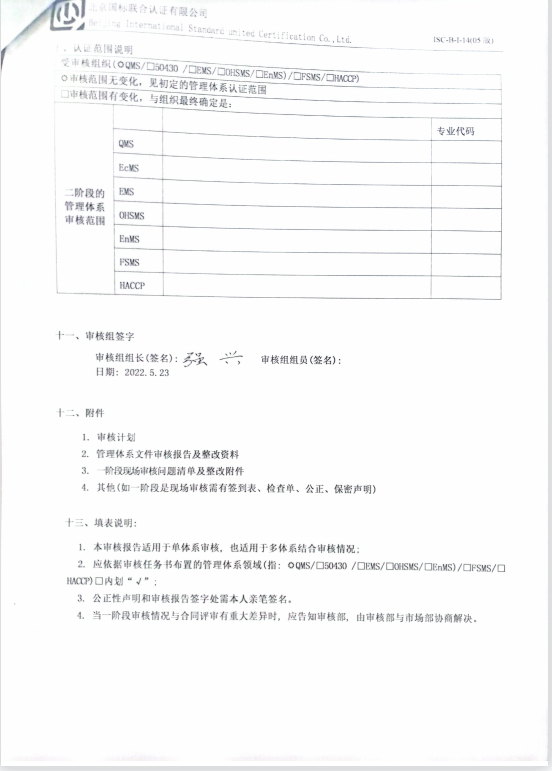 北京国标联合认证有限公司
Beijing International Standard united Certification Co., Ltd.
ISC-B-I-14(05 版)
、认证范围说明
受审核组织(OQMS/□50430 /□EMS/□OHSMS/□EnMS)/□FSMS/□HACCP)
O审核范围无变化, 见初定的管理体系认证范围
□审核范围有变化, 与组织最终确定是:
专业代码
二阶段的
管理体系
审核范围
QMS
EcMS
EMS
OHSMS
EnMS
FSMS
HACCP
十一、审核组签字
审核组组长(签名): 强 兴 审核组组员(签名):
日期: 2022.5.23
十二、附件
1. 审核计划
2. 管理体系文件审核报告及整改资料
3. 一阶段现场审核问题清单及整改附件
4. 其他(如一阶段是现场审核需有签到表、检查单、公正、保密声明)
十三、填表说明:
1. 本审核报告适用于单体系审核, 也适用于多体系结合审核情况;
2. 应依据审核任务书布置的管理体系领域(指: OQMS/□50430 /□EMS/□OHSMS/□EnMS)/□FSMS/□
HACCP)□内划“√”;
3. 公正性声明和审核报告签字处需本人亲笔签名。
4. 当一阶段审核情况与合同评审有重大差异时, 应告知审核部, 由审核部与市场部协商解决。